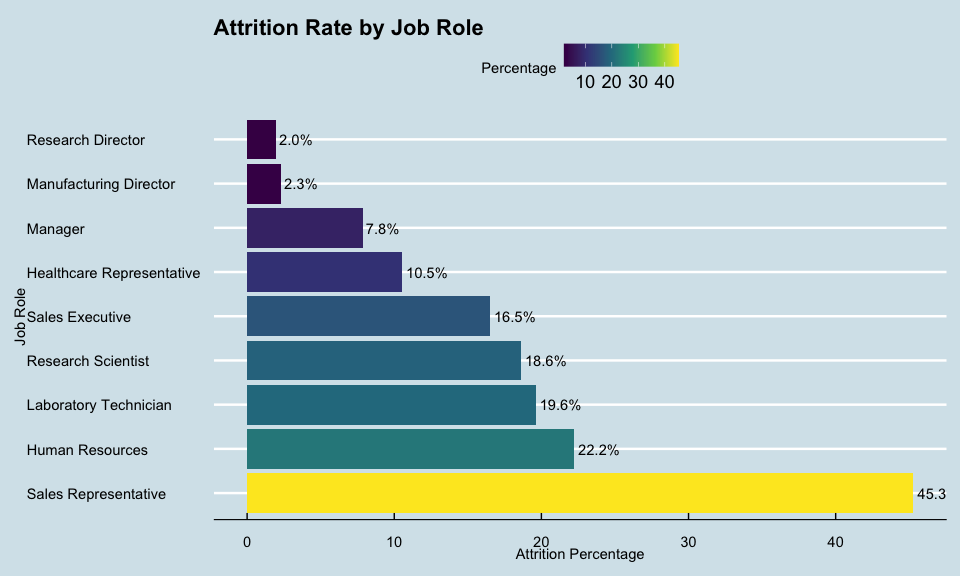 Attrition Rate by Job Role
Percentage
10 20 30 40
Research Director 2.0%
Manufacturing Director 2.3%
Manager 7.8%
Healthcare Representative 10.5%
Job Role
Sales Executive 16.5%
Research Scientist 18.6%
Laboratory Technician 19.6%
Human Resources 22.2%
Sales Representative 45.3
0 10 20 30 40
Attrition Percentage